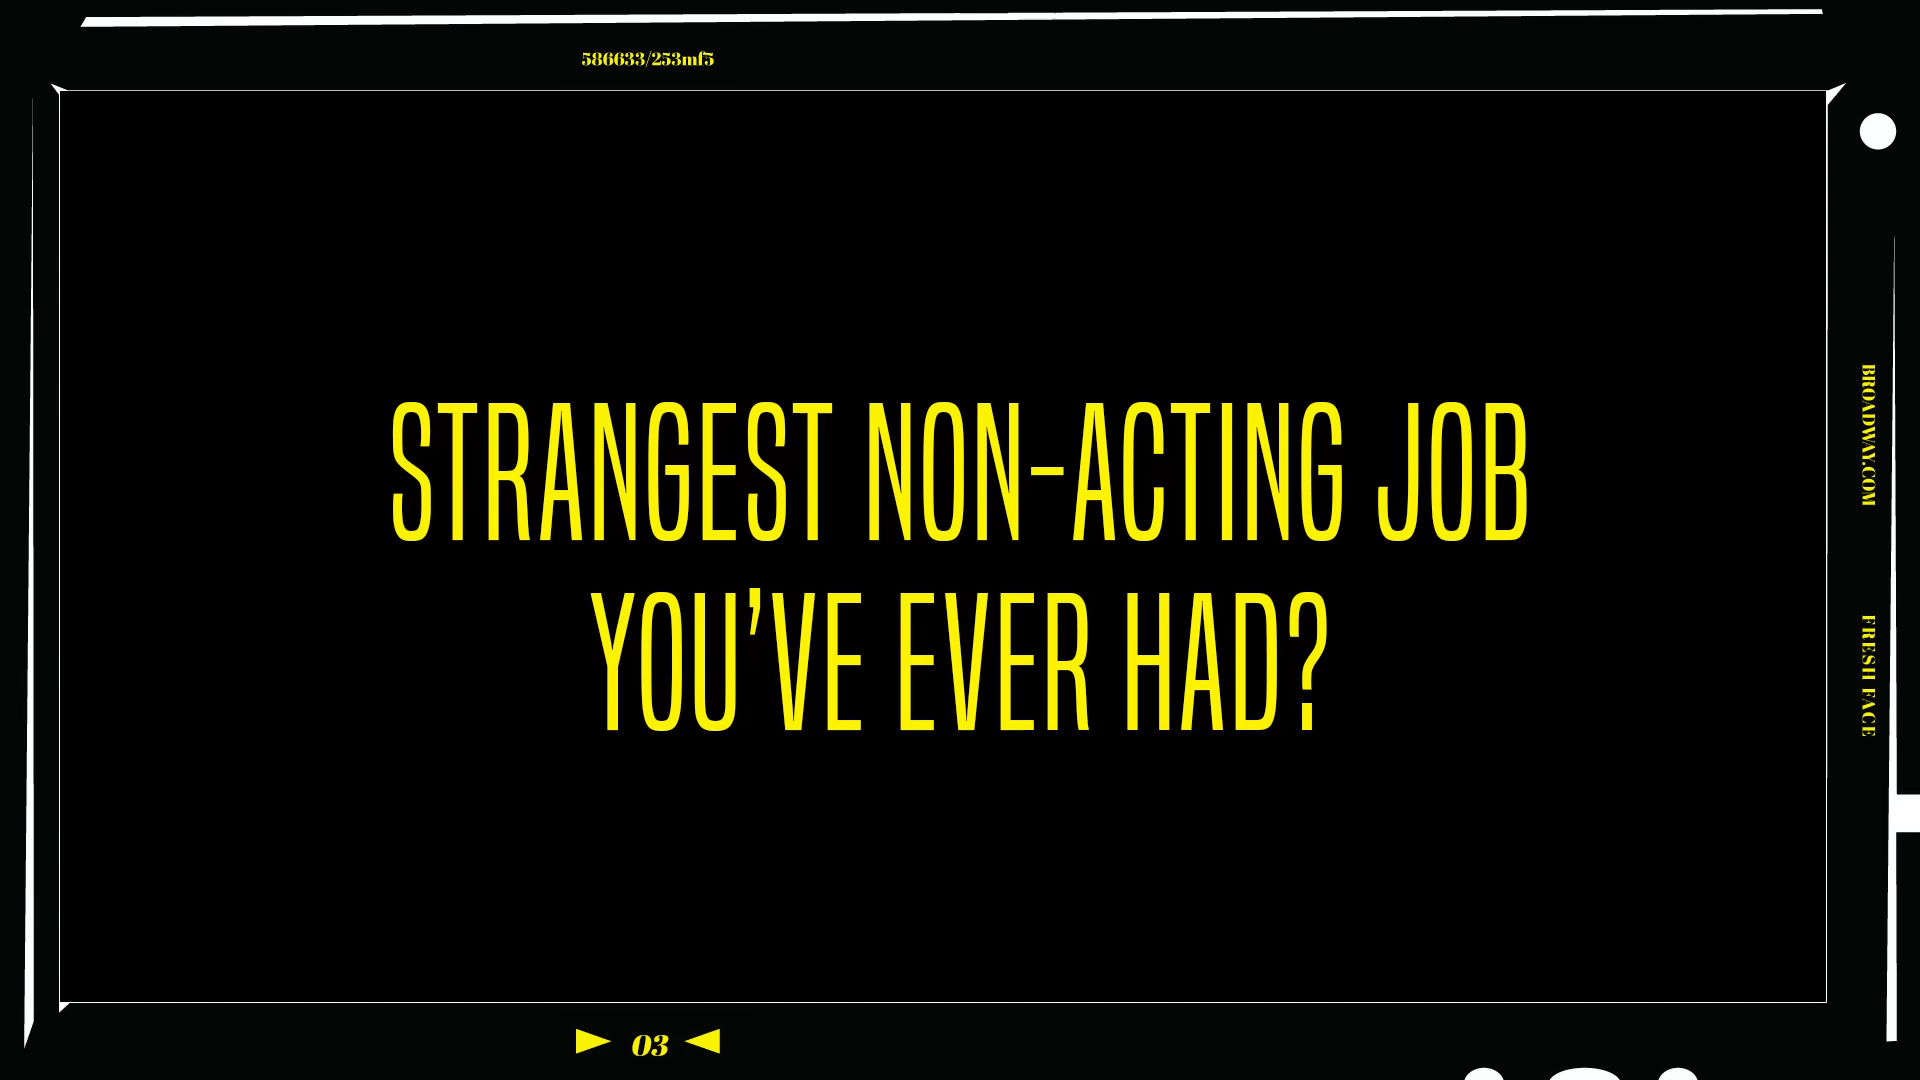 586633/253mf5
STRANGEST NON-ACTING JOB
YOU’VE EVER HAD?
BROADWAY.COM
FRESH FACE
03